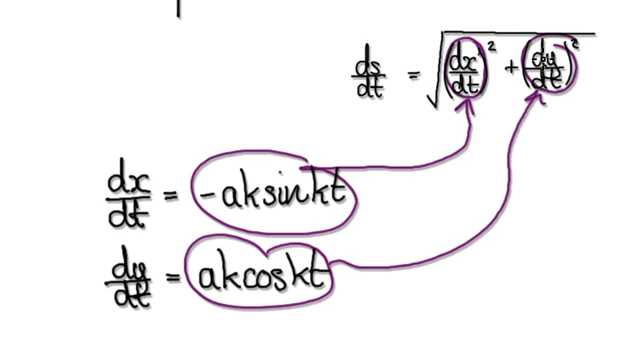 ds/dt = √((dx/dt)² + (dy/dt)²)
dx/dt = -aksinkt
dy/dt = akcoskt